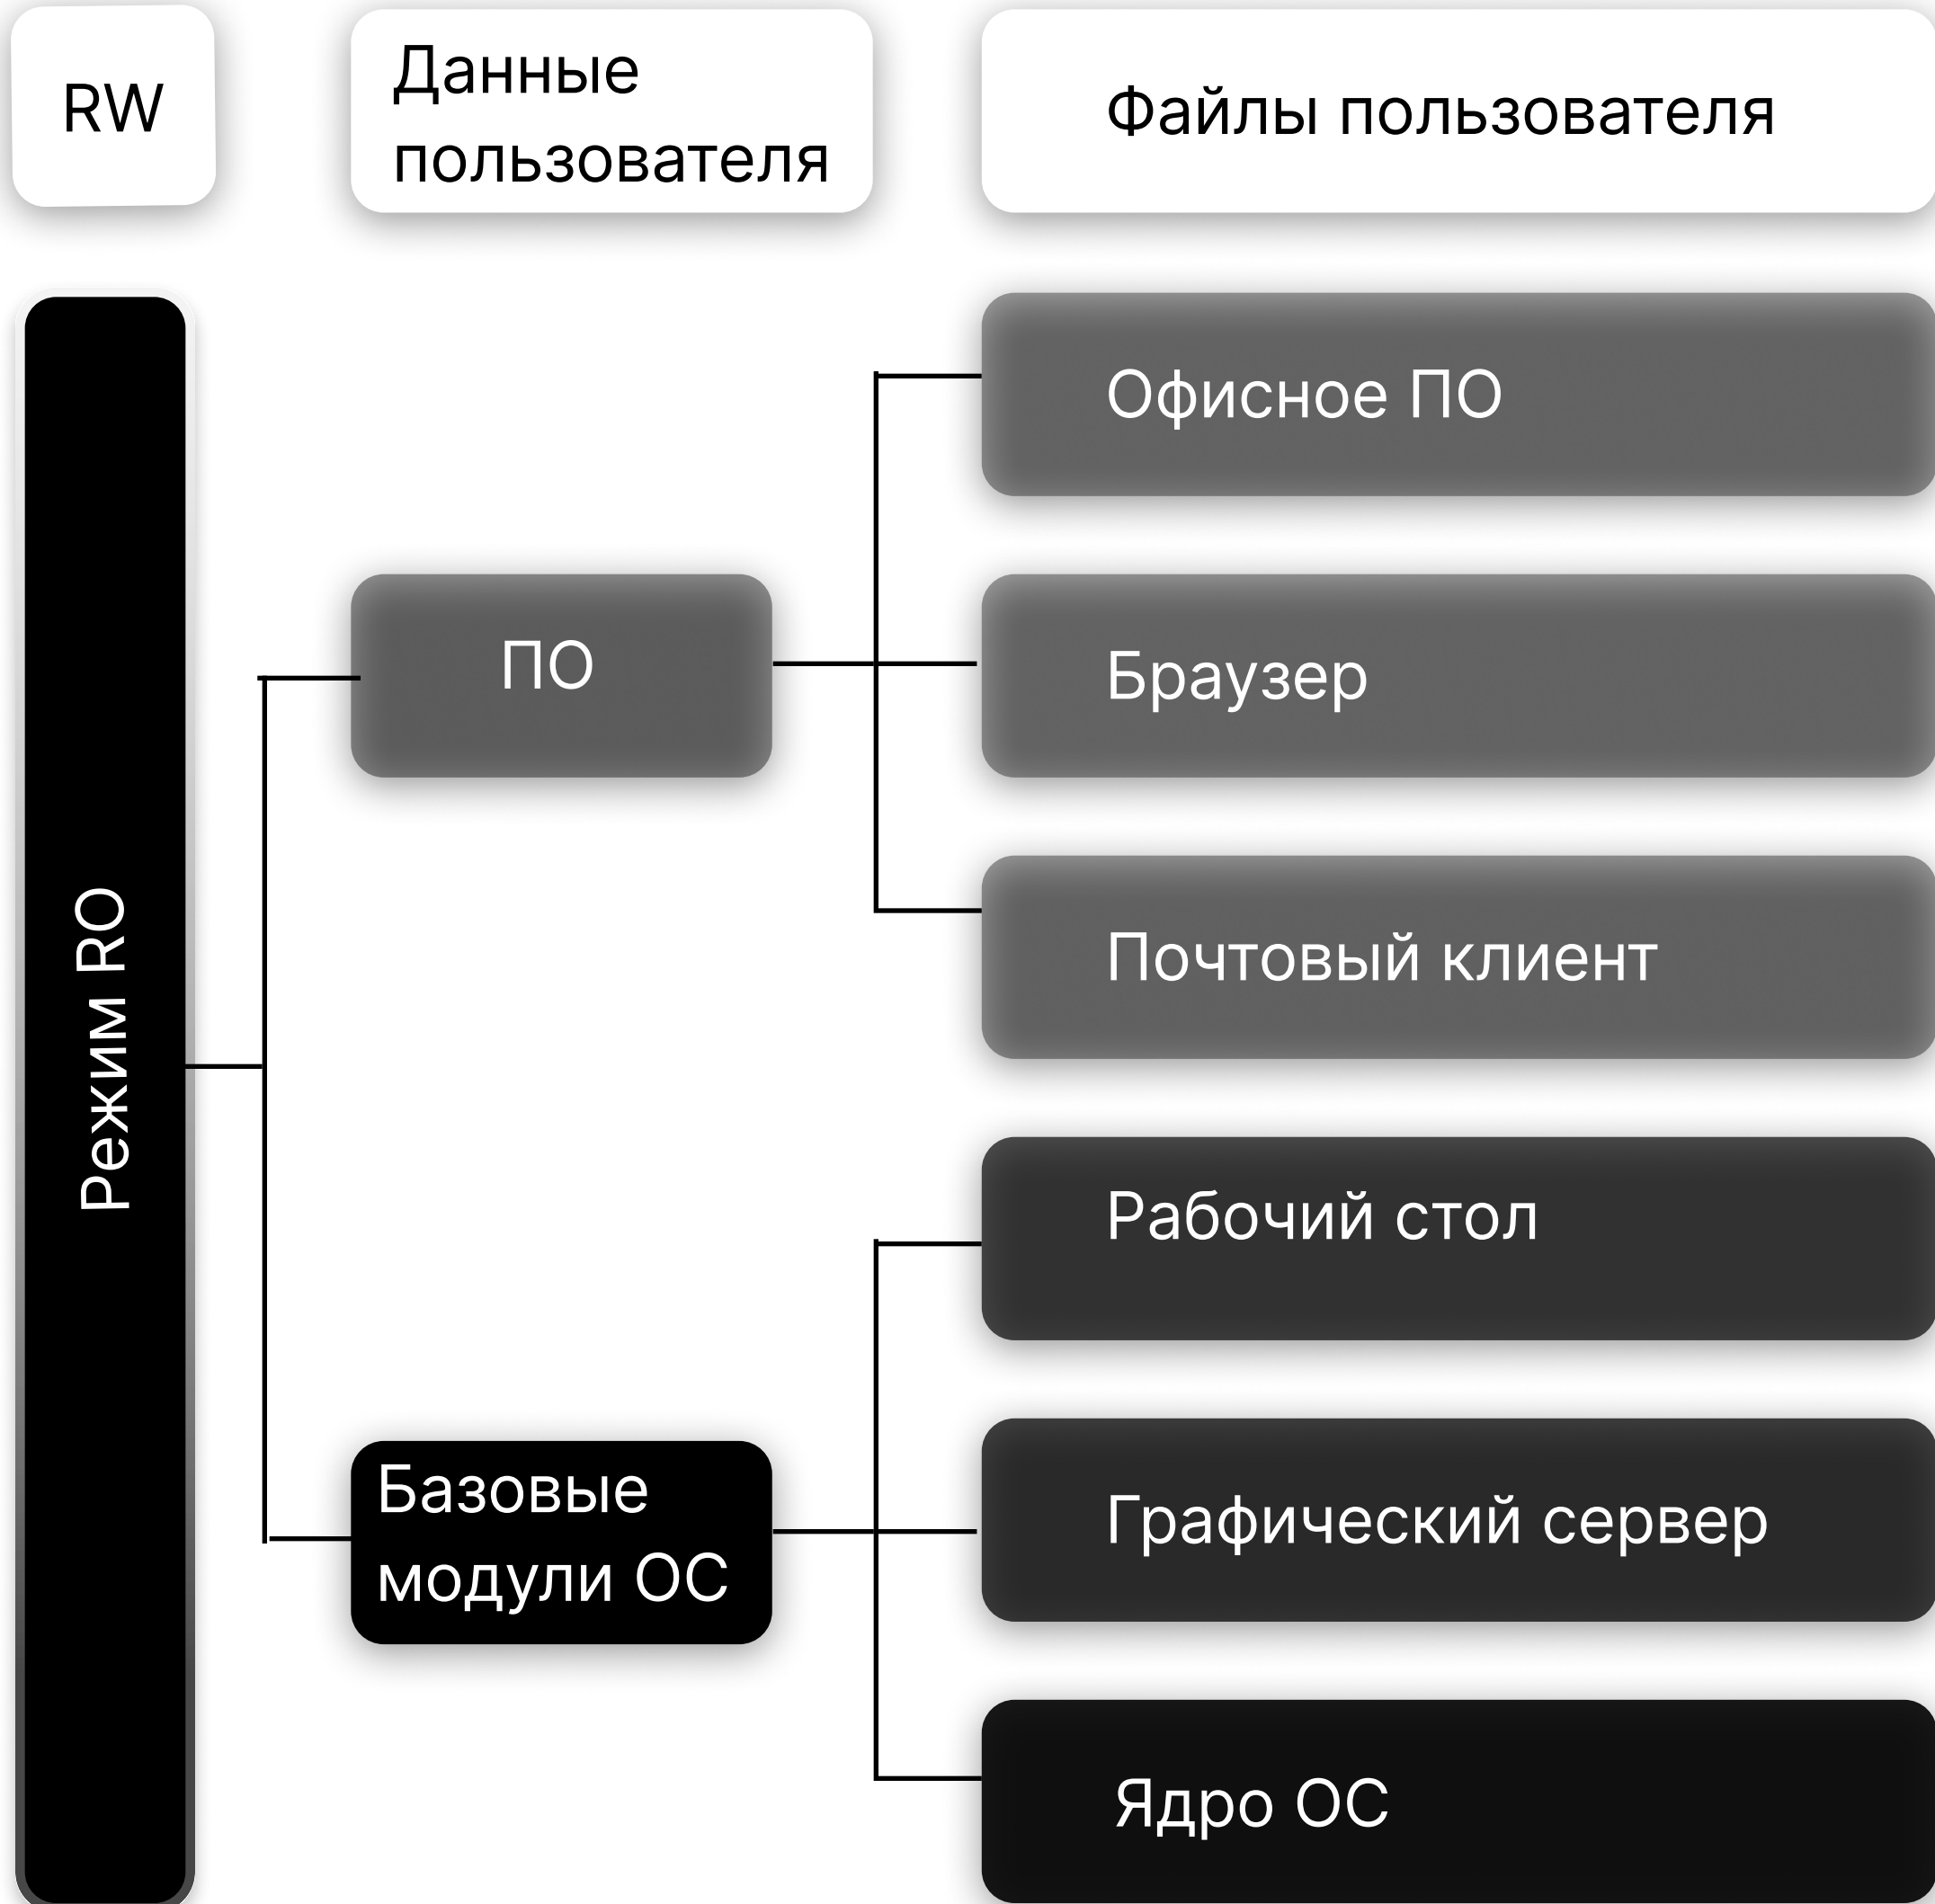 RW
Данные
пользователя
Файлы пользователя
Режим RO
ПО
Офисное ПО
Браузер
Почтовый клиент
Базовые
модули ОС
Рабочий стол
Графический сервер
Ядро ОС